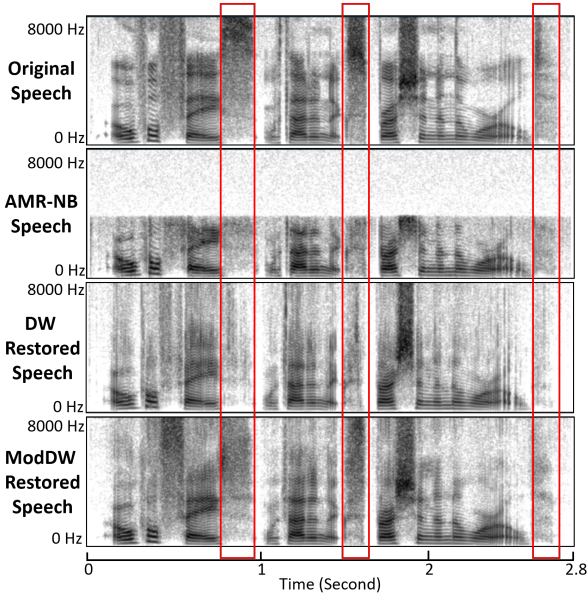 8000 Hz
Original
Speech
0 Hz
8000 Hz
AMR-NB
Speech
0 Hz
8000 Hz
DW
Restored
Speech
0 Hz
8000 Hz
ModDW
Restored
Speech
0 Hz
0 1 2 2.8
Time (Second)